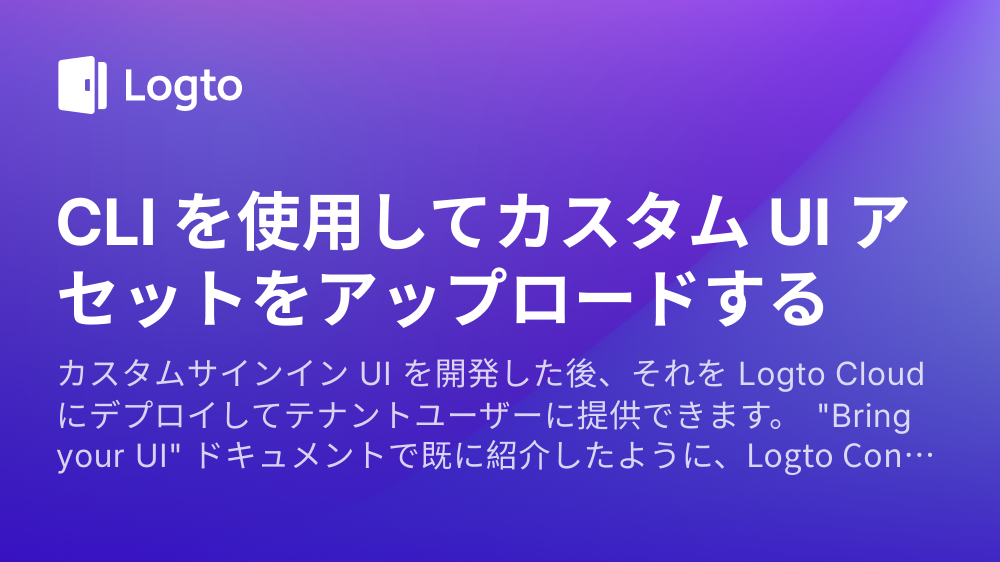 Logto
CLI を使用してカスタム UI ア
セットをアップロードする
カスタムサインイン UI を開発した後、それを Logto Cloud
にデプロイしてテナントユーザーに提供できます。 "Bring
your UI" ドキュメントで既に紹介したように、Logto Con…